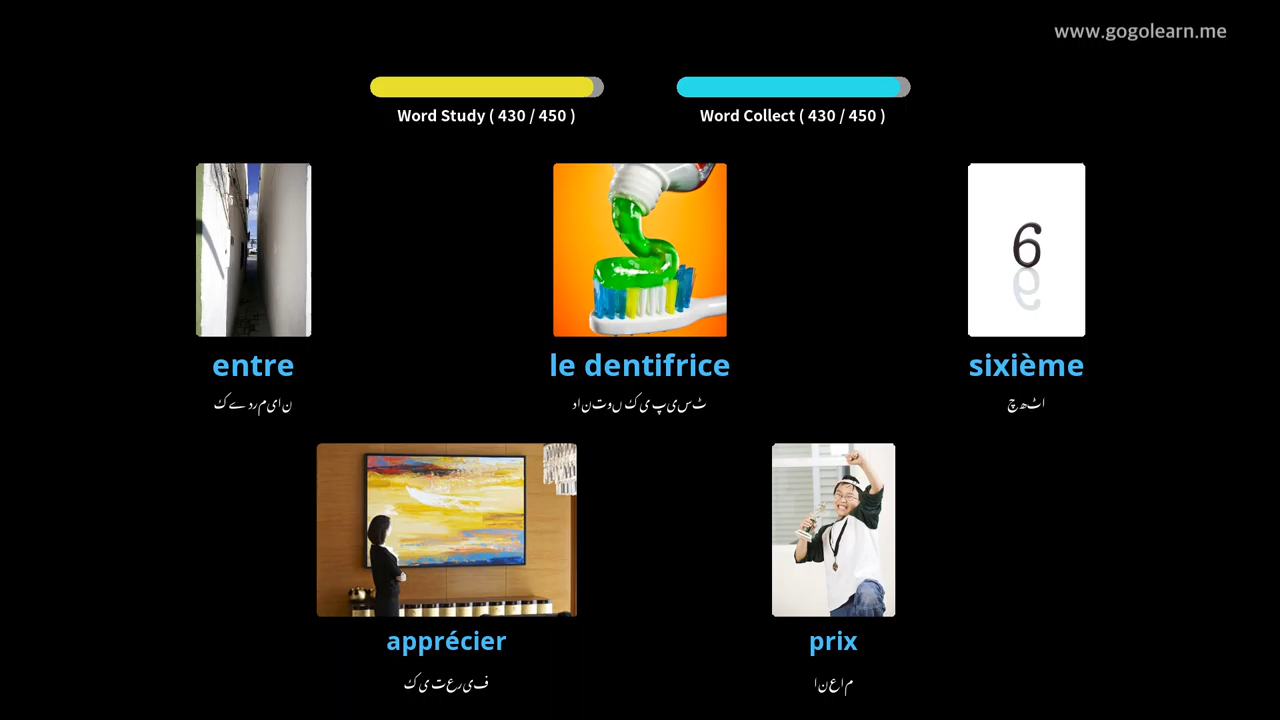 www.gogolearn.me
Word Study ( 430 / 450 )
Word Collect ( 430 / 450 )
entre
کے درمیان
le dentifrice
دانتوں کی پیسٹ
sixième
چھٹا
6
apprécier
کی تعریف
prix
انعام